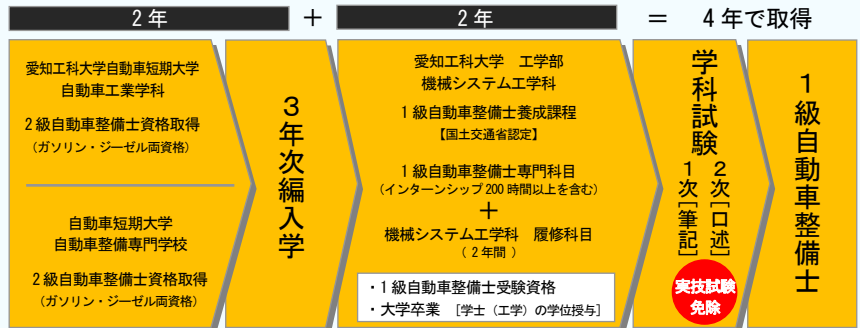 2年 ＋ 2年 ＝ 4年で取得
愛知工科大学自動車短期大学
自動車工業学科
2級自動車整備士資格取得
(ガソリン・ジーゼル両資格)
自動車短期大学
自動車整備専門学校
2級自動車整備士資格取得
(ガソリン・ジーゼル両資格)
3年次編入学
愛知工科大学 工学部
機械システム工学科
1級自動車整備士養成課程
【国土交通省認定】
1級自動車整備士専門科目
(インターンシップ200時間以上を含む)
＋
機械システム工学科 履修科目
(2年間)
・1級自動車整備士受験資格
・大学卒業 [学士(工学)の学位授与]
学科試験
1次[筆記]
2次[口述]
実技試験
免除
1級自動車整備士